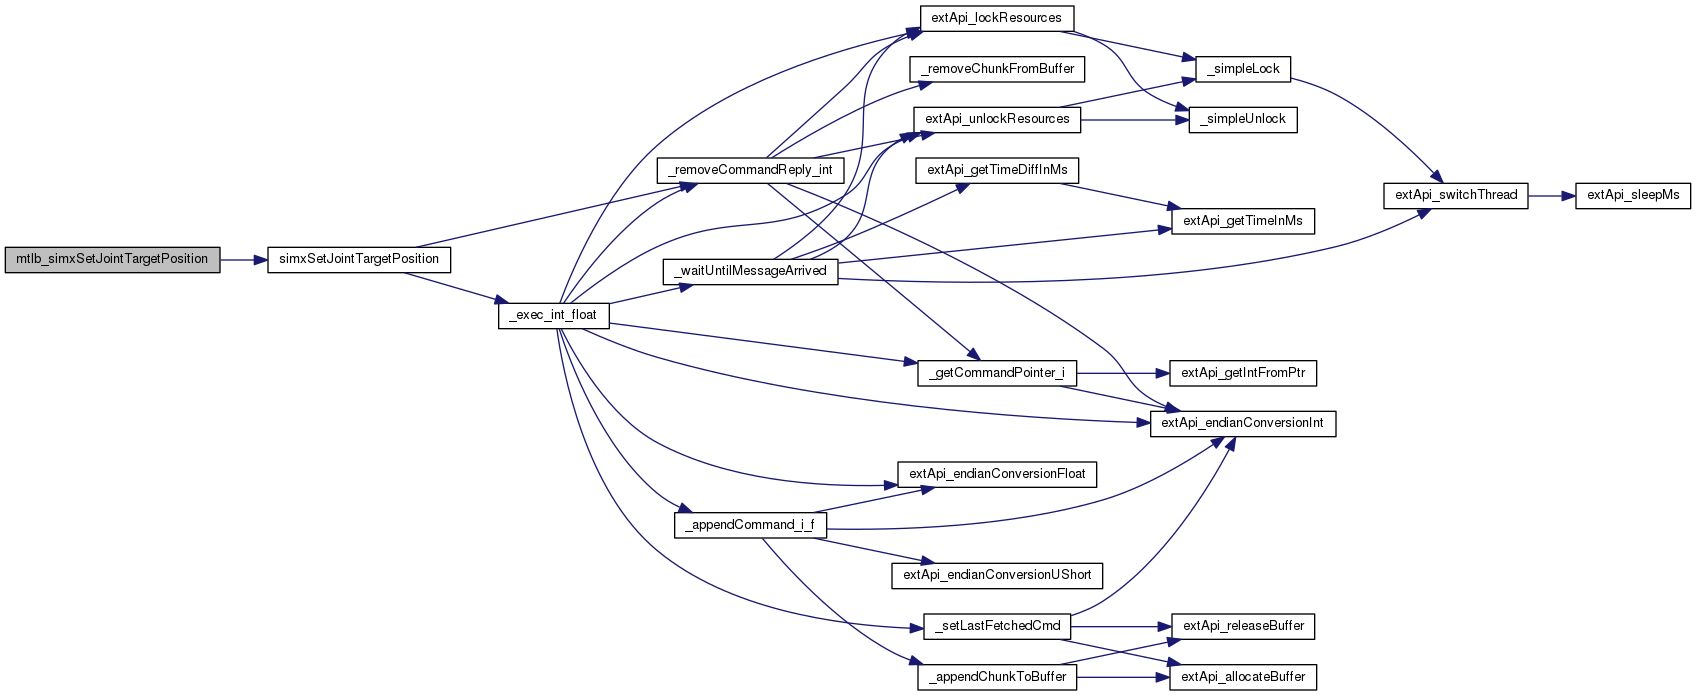 extApi_lockResources
_simpleLock
_removeChunkFromBuffer
extApi_unlockResources
_simpleUnlock
_removeCommandReply_int
extApi_getTimeDiffInMs
extApi_switchThread
extApi_sleepMs
extApi_getTimeInMs
mtlb_simxSetJointTargetPosition
simxSetJointTargetPosition
_waitUntilMessageArrived
_exec_int_float
_getCommandPointer_i
extApi_getIntFromPtr
extApi_endianConversionInt
extApi_endianConversionFloat
_appendCommand_i_f
extApi_endianConversionUShort
_setLastFetchedCmd
extApi_releaseBuffer
_appendChunkToBuffer
extApi_allocateBuffer